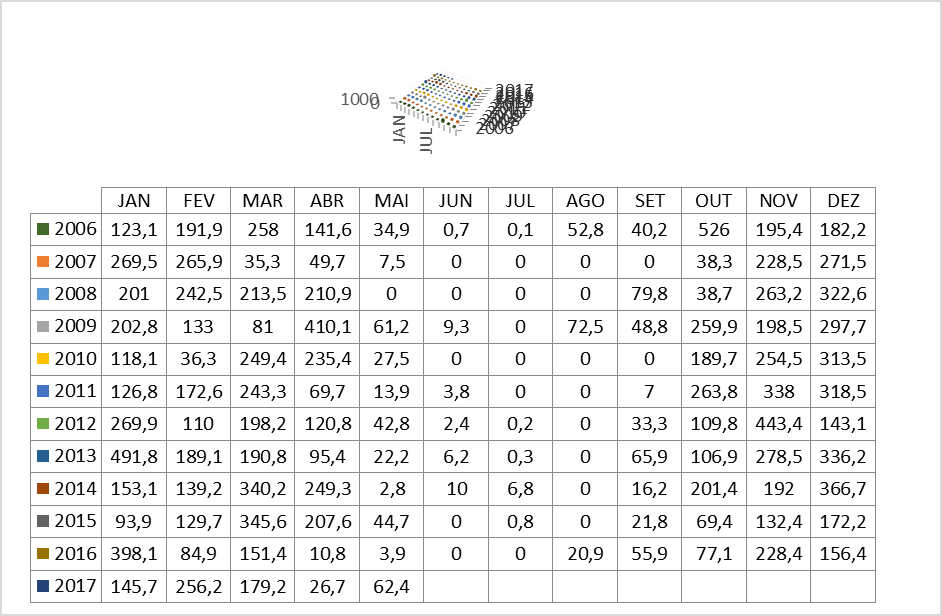 1000
0
JAN
JUL
2017
2006
JAN FEV MAR ABR MAI JUN JUL AGO SET OUT NOV DEZ
2006 123,1 191,9 258 141,6 34,9 0,7 0,1 52,8 40,2 526 195,4 182,2
2007 269,5 265,9 35,3 49,7 7,5 0 0 0 0 38,3 228,5 271,5
2008 201 242,5 213,5 210,9 0 0 0 0 79,8 38,7 263,2 322,6
2009 202,8 133 81 410,1 61,2 9,3 0 72,5 48,8 259,9 198,5 297,7
2010 118,1 36,3 249,4 235,4 27,5 0 0 0 0 189,7 254,5 313,5
2011 126,8 172,6 243,3 69,7 13,9 3,8 0 0 7 263,8 338 318,5
2012 269,9 110 198,2 120,8 42,8 2,4 0,2 0 33,3 109,8 443,4 143,1
2013 491,8 189,1 190,8 95,4 22,2 6,2 0,3 0 65,9 106,9 278,5 336,2
2014 153,1 139,2 340,2 249,3 2,8 10 6,8 0 16,2 201,4 192 366,7
2015 93,9 129,7 345,6 207,6 44,7 0 0,8 0 21,8 69,4 132,4 172,2
2016 398,1 84,9 151,4 10,8 3,9 0 0 20,9 55,9 77,1 228,4 156,4
2017 145,7 256,2 179,2 26,7 62,4